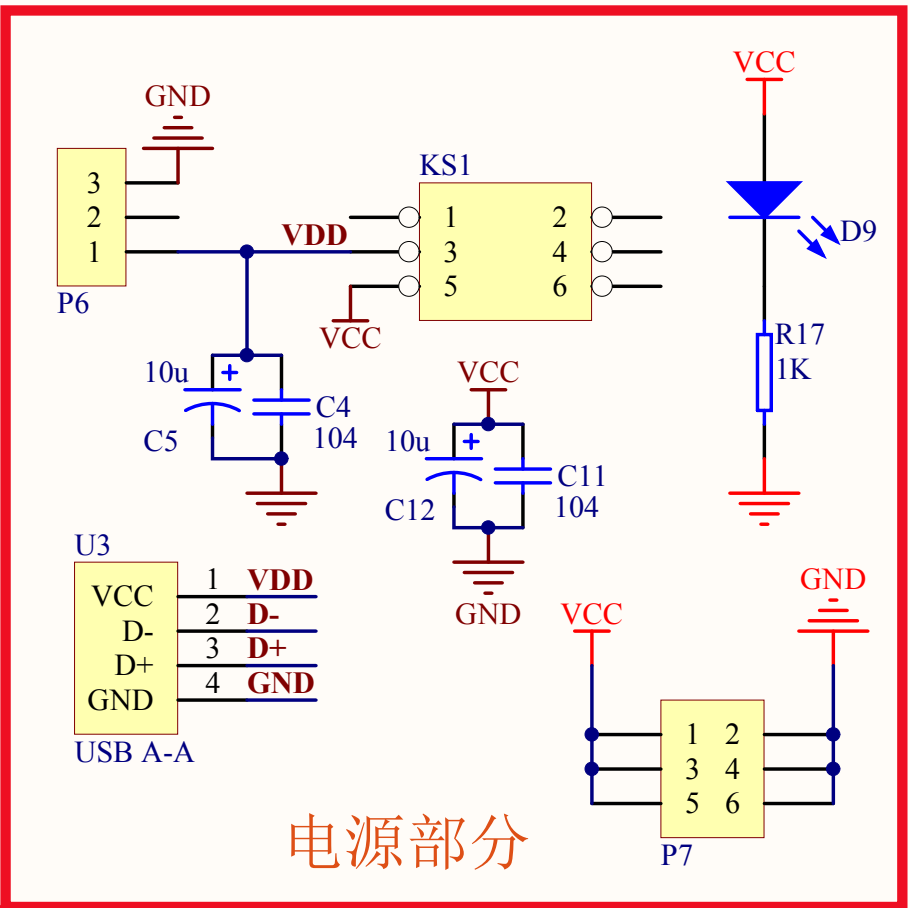 GND
VCC
3
2
1
P6
KS1
VDD
1 2
3 4
5 6
VCC
D9
R17
1K
10u
C4
104
C5
VCC
10u
C11
104
C12
GND
U3
VCC 1 VDD
D- 2 D-
D+ 3 D+
GND 4 GND
USB A-A
VCC
GND
1 2
3 4
5 6
P7
电源部分